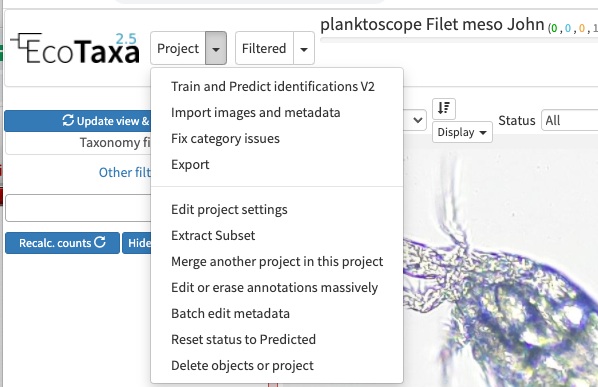 planktoscope Filet meso John (0, 0, 0, 1
EcoTaxa 2.5
Project
Filtered
Train and Predict identifications V2
Import images and metadata
Fix category issues
Export
Edit project settings
Extract Subset
Merge another project in this project
Edit or erase annotations massively
Batch edit metadata
Reset status to Predicted
Delete objects or project
Update view &
Taxonomy fi
Other filt
Recalc. counts
Hide
Display
Status
All